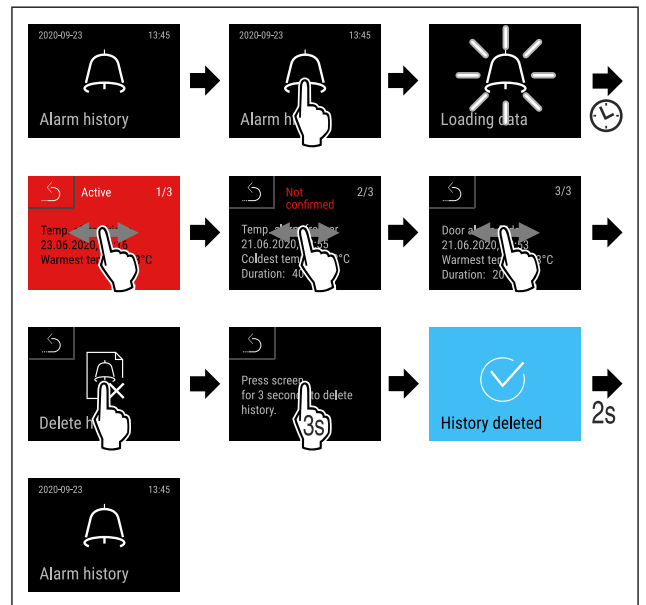 2020-09-23 13:45
Alarm history
2020-09-23 13:45
Alarm
Loading data
Active 1/3
Temp.
23.06.2020,
Warmest °C
Not 2/3
confirmed
Temp.
21.06.2020,
Coldest °C
Duration: 40
3/3
Door
21.06.2020,
Warmest °C
Duration: 20
Delete
Press screen
for 3 seconds to delete
history.
3s
History deleted
2s
2020-09-23 13:45
Alarm history